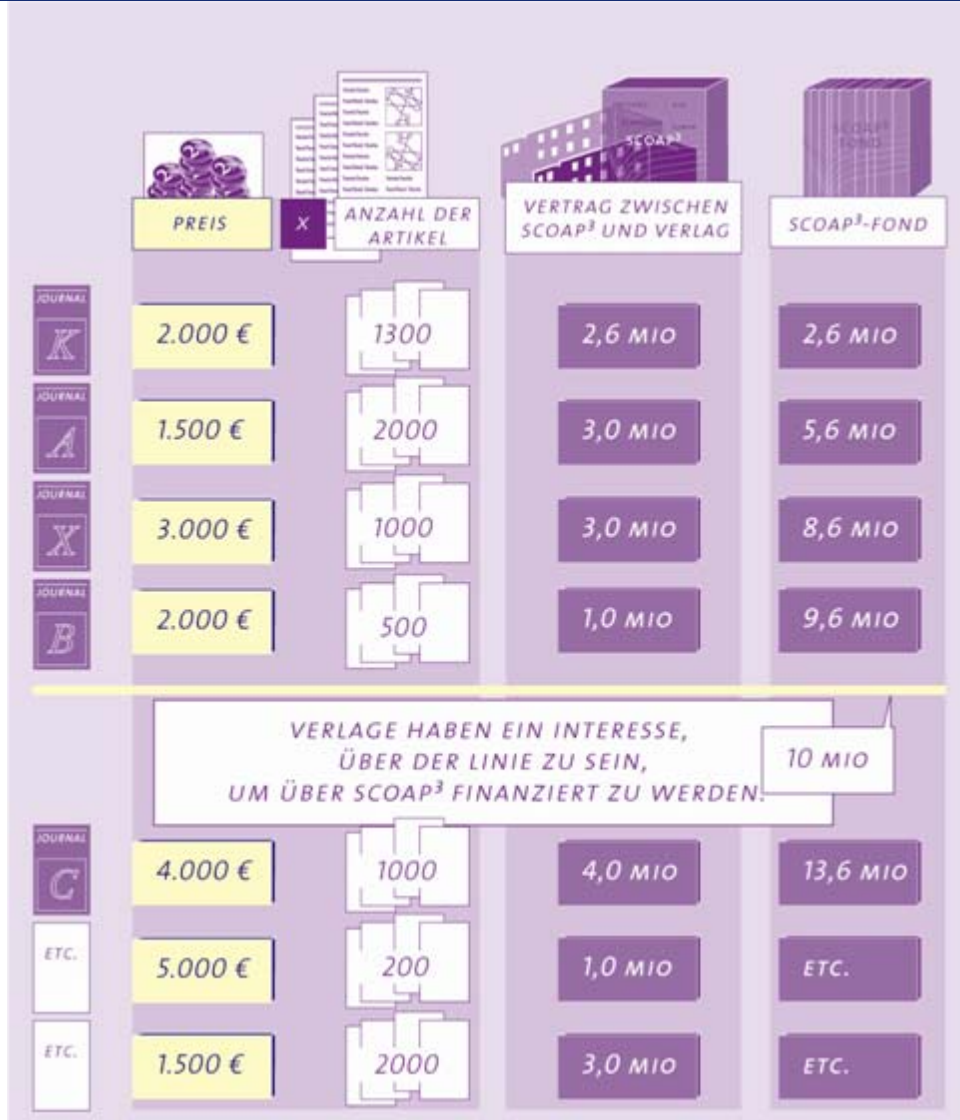 SCOAP³
SCOAP³
FOND
PREIS
X
ANZAHL DER
ARTIKEL
VERTRAG ZWISCHEN
SCOAP³ UND VERLAG
SCOAP³-FOND
JOURNAL
K
2.000 €
1300
2,6 MIO
2,6 MIO
JOURNAL
A
1.500 €
2000
3,0 MIO
5,6 MIO
JOURNAL
X
3.000 €
1000
3,0 MIO
8,6 MIO
JOURNAL
B
2.000 €
500
1,0 MIO
9,6 MIO
VERLAGE HABEN EIN INTERESSE,
ÜBER DER LINIE ZU SEIN,
UM ÜBER SCOAP³ FINANZIERT ZU WERDEN.
10 MIO
JOURNAL
C
4.000 €
1000
4,0 MIO
13,6 MIO
ETC.
5.000 €
200
1,0 MIO
ETC.
ETC.
1.500 €
2000
3,0 MIO
ETC.